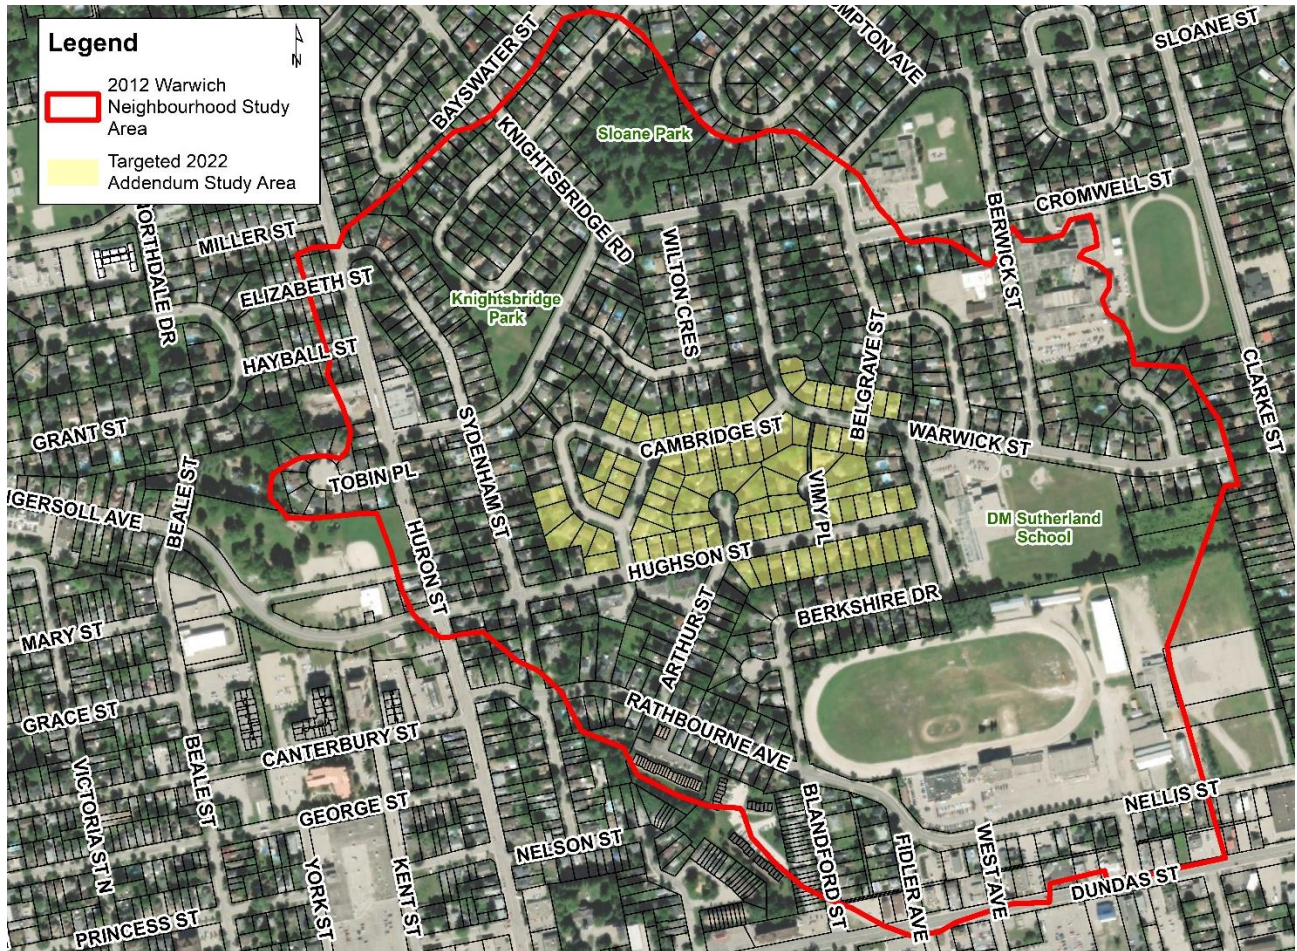 Legend
N
2012 Warwich
Neighbourhood Study
Area
Targeted 2022
Addendum Study Area
BAYSWATER ST
SLOANE ST
Sloane Park
KNIGHTSBRIDGE RD
CROMWELL ST
BERWICK ST
NORTHDALE DR
MILLER ST
WILTON CRES
ELIZABETH ST
Knightsbridge
Park
BELGRAVE ST
HAYBALL ST
CLARKE ST
GRANT ST
SYDENHAM ST
CAMBRIDGE ST
WARWICK ST
BEALE ST
TOBIN PL
VIMY PL
DM Sutherland
School
HURON ST
HUGHSON ST
BERKSHIRE DR
MARY ST
ARTHUR ST
GRACE ST
RATHBOURNE AVE
CANTERBURY ST
BEALE ST
VICTORIA ST N
GEORGE ST
NELLIS ST
BLANDFORD ST
NELSON ST
FIDLER AVE
WEST AVE
DUNDAS ST
YORK ST
KENT ST
PRINCESS ST